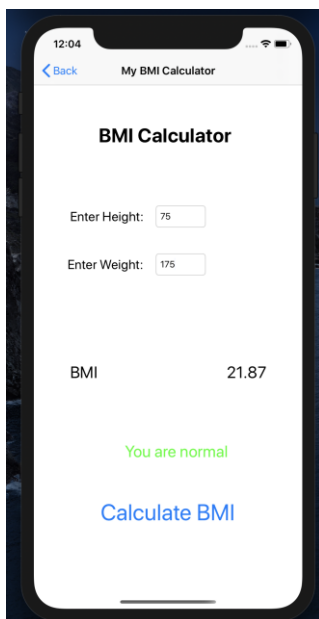 12:04
Back My BMI Calculator
BMI Calculator
Enter Height: 75
Enter Weight: 175
BMI 21.87
You are normal
Calculate BMI